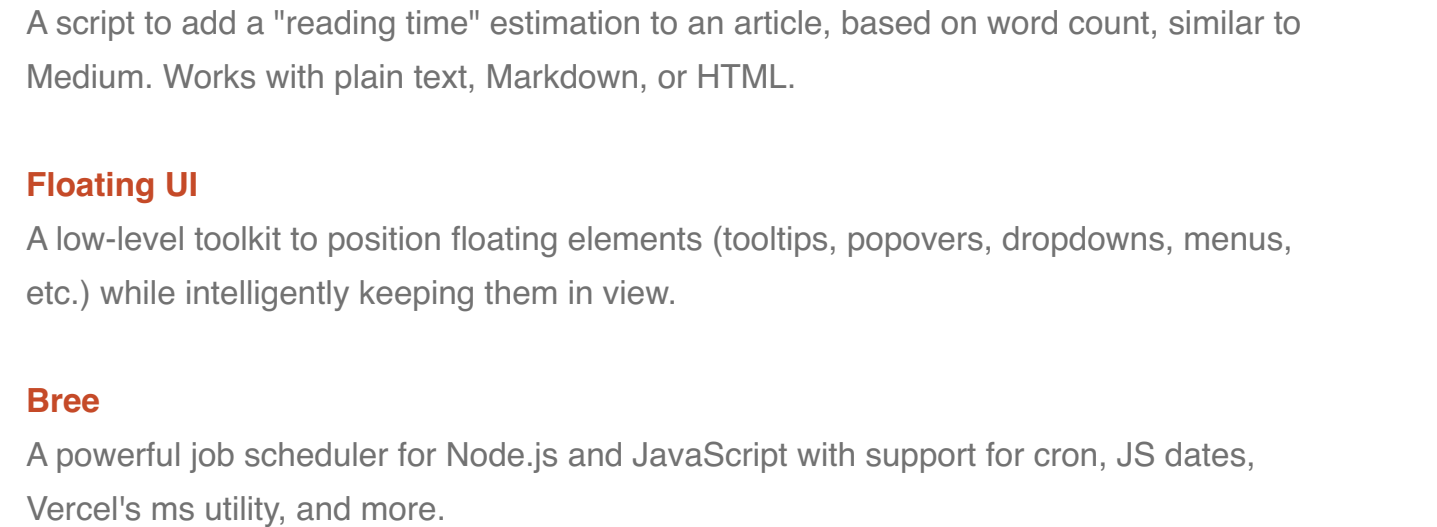 A script to add a "reading time" estimation to an article, based on word count, similar to
Medium. Works with plain text, Markdown, or HTML.
Floating UI
A low-level toolkit to position floating elements (tooltips, popovers, dropdowns, menus,
etc.) while intelligently keeping them in view.
Bree
A powerful job scheduler for Node.js and JavaScript with support for cron, JS dates,
Vercel's ms utility, and more.